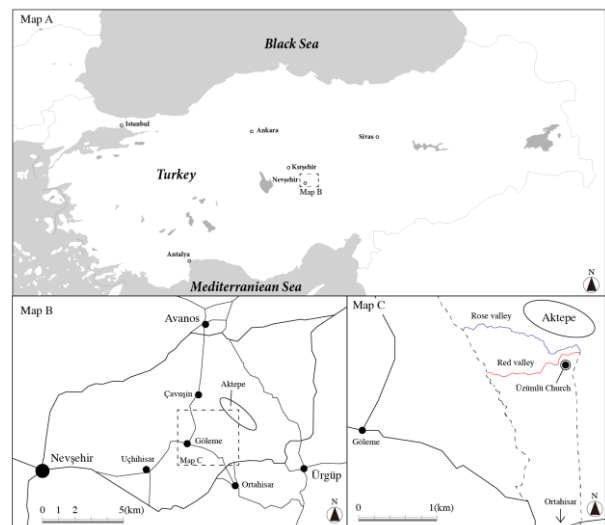 Map A
Black Sea
Istanbul
Ankara
Sivas
Kırşehir
Turkey
Nevşehir
Map B
Antalya
Mediterraniean Sea
N
Map B
Avanos
Aktepe
Çavuşin
Göleme
Uçhihisar
Map C
Nevşehir
Ürgüp
Ortahisar
0 1 2 5(km)
N
Map C
Aktepe
Rose valley
Red valley
Üzümlü Church
Göleme
Ortahisar
0 1(km)
N